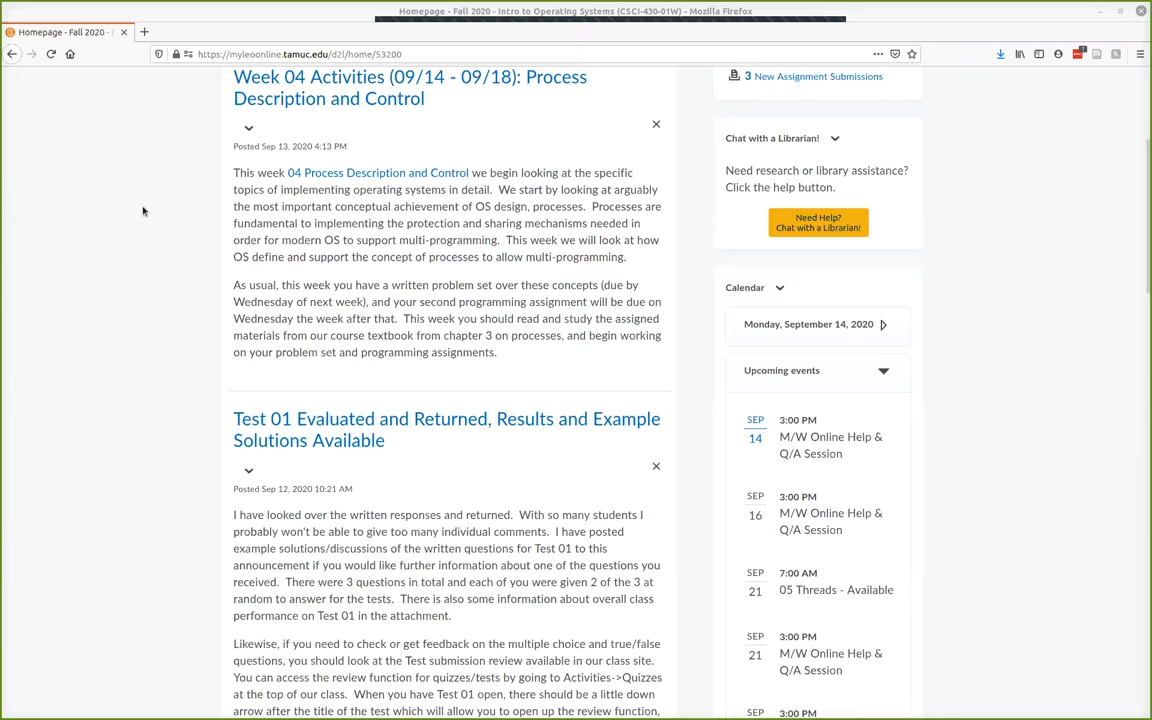 Homepage - Fall 2020 - Intro to Operating Systems (CSCI-430-01W) - Mozilla Firefox
Homepage - Fall 2020 -
https://myleoonline.tamuc.edu/d2l/home/53200
Week 04 Activities (09/14 - 09/18): Process
Description and Control
Posted Sep 13, 2020 4:13 PM
This week 04 Process Description and Control we begin looking at the specific
topics of implementing operating systems in detail.  We start by looking at arguably
the most important conceptual achievement of OS design, processes.  Processes are
fundamental to implementing the protection and sharing mechanisms needed in
order for modern OS to support multi-programming.  This week we will look at how
OS define and support the concept of processes to allow multi-programming.
As usual, this week you have a written problem set over these concepts (due by
Wednesday of next week), and your second programming assignment will be due on
Wednesday the week after that.  This week you should read and study the assigned
materials from our course textbook from chapter 3 on processes, and begin working
on your problem set and programming assignments.
Test 01 Evaluated and Returned, Results and Example
Solutions Available
Posted Sep 12, 2020 10:21 AM
I have looked over the written responses and returned.  With so many students I
probably won't be able to give too many individual comments.  I have posted
example solutions/discussions of the written questions for Test 01 to this
announcement if you would like further information about one of the questions you
received.  There were 3 questions in total and each of you were given 2 of the 3 at
random to answer for the tests.  There is also some information about overall class
performance on Test 01 in the attachment.
Likewise, if you need to check or get feedback on the multiple choice and true/false
questions, you should look at the Test submission review available in our class site.
You can access the review function for quizzes/tests by going to Activities->Quizzes
at the top of our class.  When you have Test 01 open, there should be a little down
arrow after the title of the test which will allow you to open up the review function,
3 New Assignment Submissions
Chat with a Librarian!
Need research or library assistance?
Click the help button.
Need Help?
Chat with a Librarian!
Calendar
Monday, September 14, 2020
Upcoming events
SEP
14
3:00 PM
M/W Online Help &
Q/A Session
SEP
16
3:00 PM
M/W Online Help &
Q/A Session
SEP
21
7:00 AM
05 Threads - Available
SEP
21
3:00 PM
M/W Online Help &
Q/A Session
SEP
3:00 PM